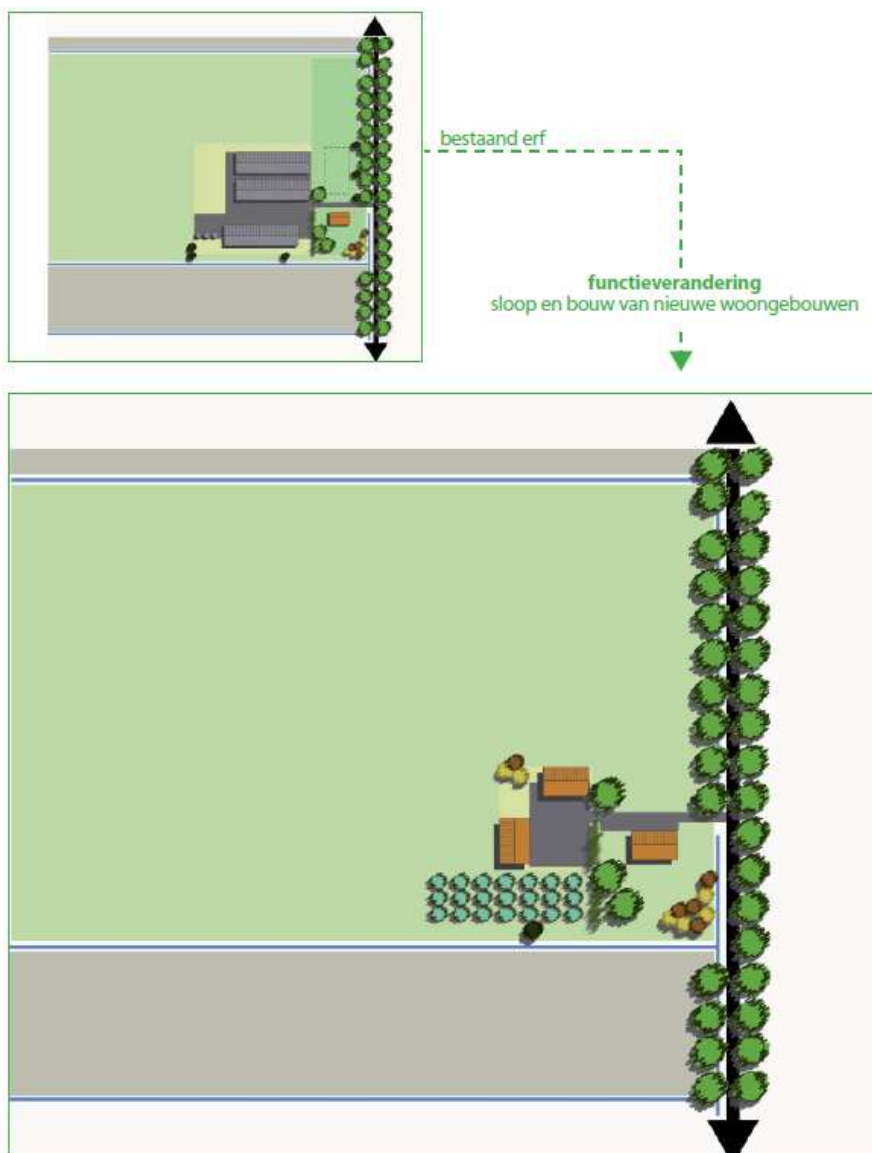 bestaand erf
functieverandering
sloop en bouw van nieuwe woongebouwen